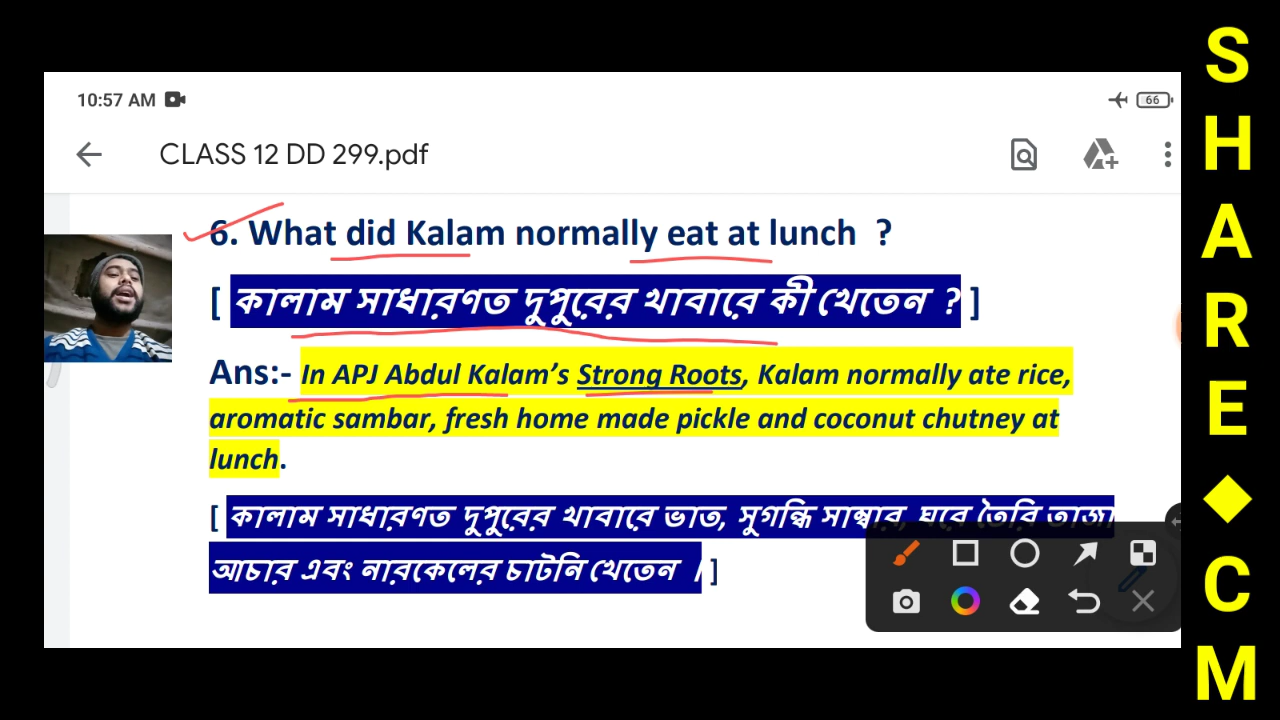 10:57 AM
66
CLASS 12 DD 299.pdf
6. What did Kalam normally eat at lunch ?
[ কালাম সাধারণত দুপুরের খাবারে কী খেতেন ? ]
Ans:- In APJ Abdul Kalam’s Strong Roots, Kalam normally ate rice,
aromatic sambar, fresh home made pickle and coconut chutney at
lunch.
[ কালাম সাধারণত দুপুরের খাবারে ভাত, সুগন্ধি সাম্বার, ঘরে তৈরি তাজা
আচার এবং নারকেলের চাটনি খেতেন । ]
SHARE◆CM